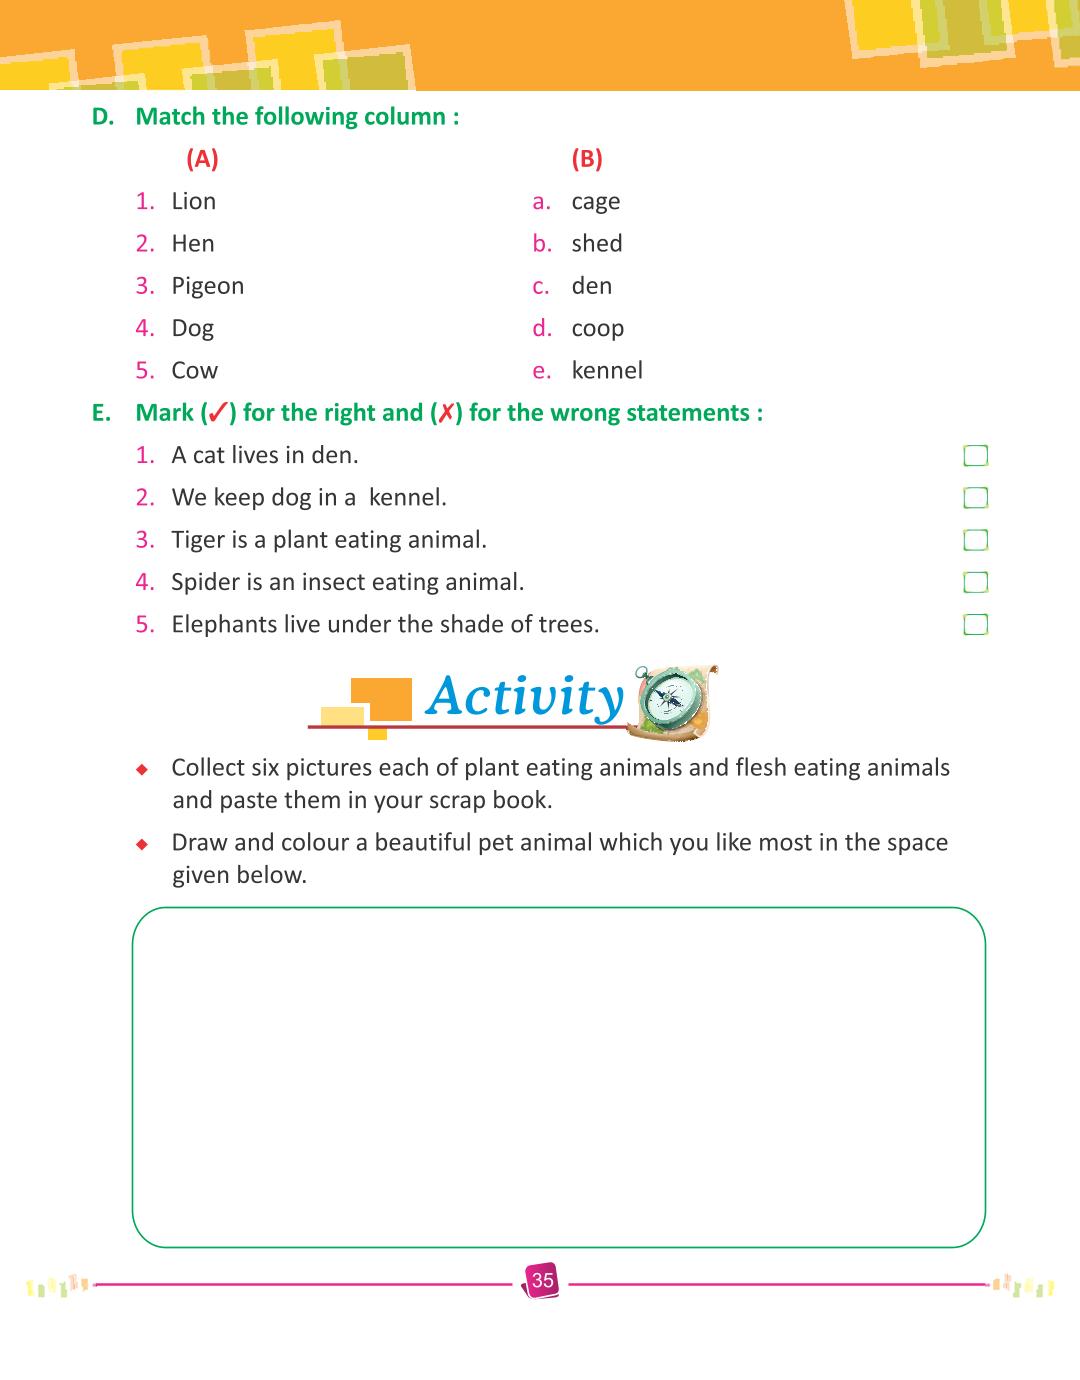 D. Match the following column :
(A) (B)
1. Lion a. cage
2. Hen b. shed
3. Pigeon c. den
4. Dog d. coop
5. Cow e. kennel
E. Mark (✓) for the right and (✗) for the wrong statements :
1. A cat lives in den.
2. We keep dog in a kennel.
3. Tiger is a plant eating animal.
4. Spider is an insect eating animal.
5. Elephants live under the shade of trees.
Activity
◆ Collect six pictures each of plant eating animals and flesh eating animals
and paste them in your scrap book.
◆ Draw and colour a beautiful pet animal which you like most in the space
given below.
35